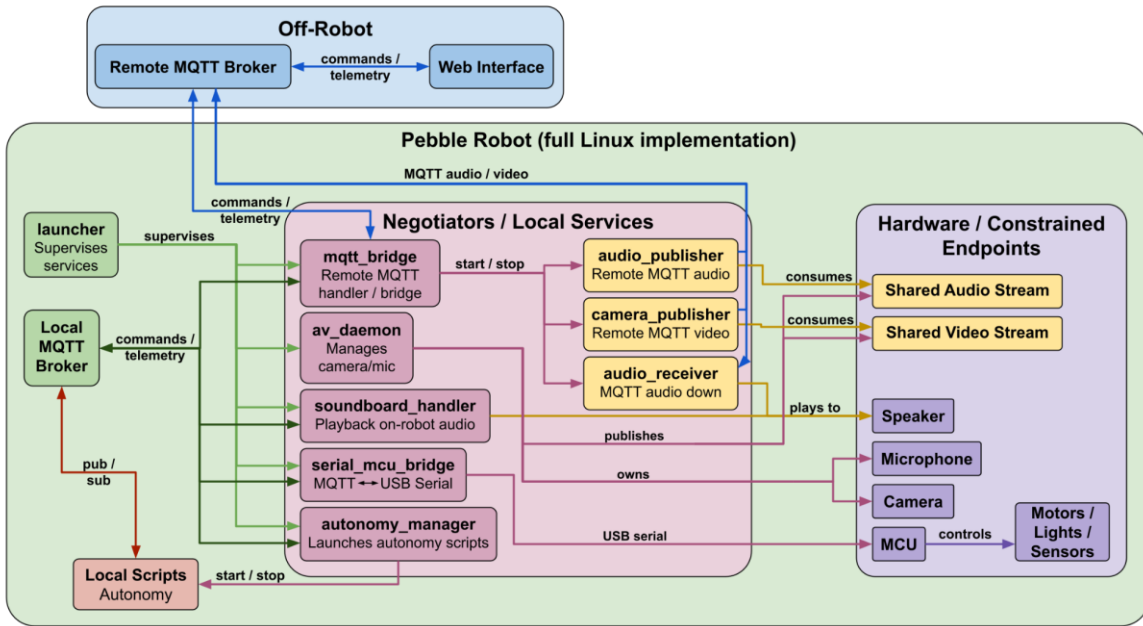 Off-Robot
Remote MQTT Broker
commands /
telemetry
Web Interface
Pebble Robot (full Linux implementation)
MQTT audio / video
commands /
telemetry
launcher
Supervises
services
supervises
Local
MQTT
Broker
commands /
telemetry
pub /
sub
Local Scripts
Autonomy
start / stop
Negotiators / Local Services
mqtt_bridge
Remote MQTT
handler / bridge
start / stop
av_daemon
Manages
camera/mic
soundboard_handler
Playback on-robot audio
serial_mcu_bridge
MQTT ↔ USB Serial
autonomy_manager
Launches autonomy scripts
audio_publisher
Remote MQTT audio
camera_publisher
Remote MQTT video
audio_receiver
MQTT audio down
publishes
owns
USB serial
consumes
consumes
plays to
Hardware / Constrained
Endpoints
Shared Audio Stream
Shared Video Stream
Speaker
Microphone
Camera
MCU
controls
Motors /
Lights /
Sensors